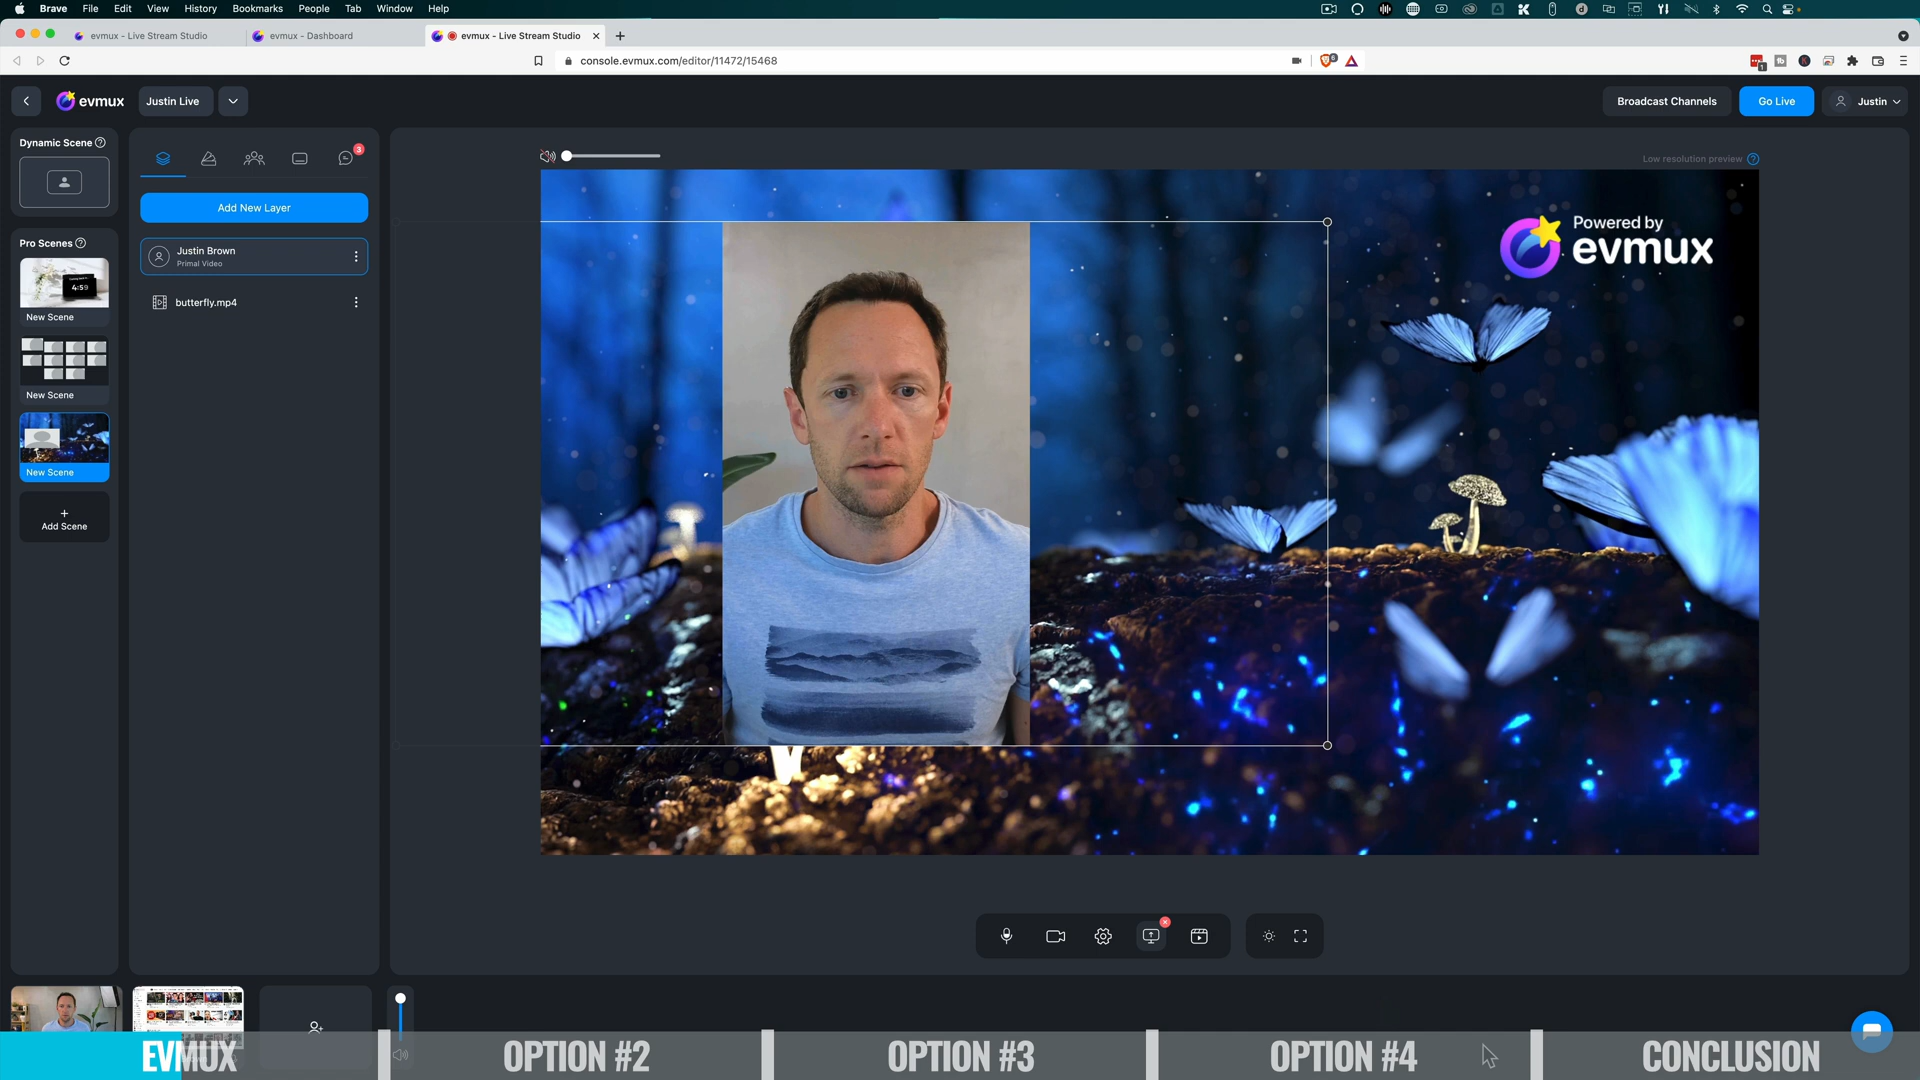 Brave File Edit View History Bookmarks People Tab Window Help
evmux - Live Stream Studio
evmux - Dashboard
evmux - Live Stream Studio
console.evmux.com/editor/11472/15468
evmux
Justin Live
Broadcast Channels
Go Live
Justin
Dynamic Scene
3
Low resolution preview
Add New Layer
Justin Brown
Primal Video
butterfly.mp4
Pro Scenes
4:59
New Scene
New Scene
New Scene
Add Scene
Powered by
evmux
EVMUX
OPTION #2
OPTION #3
OPTION #4
CONCLUSION